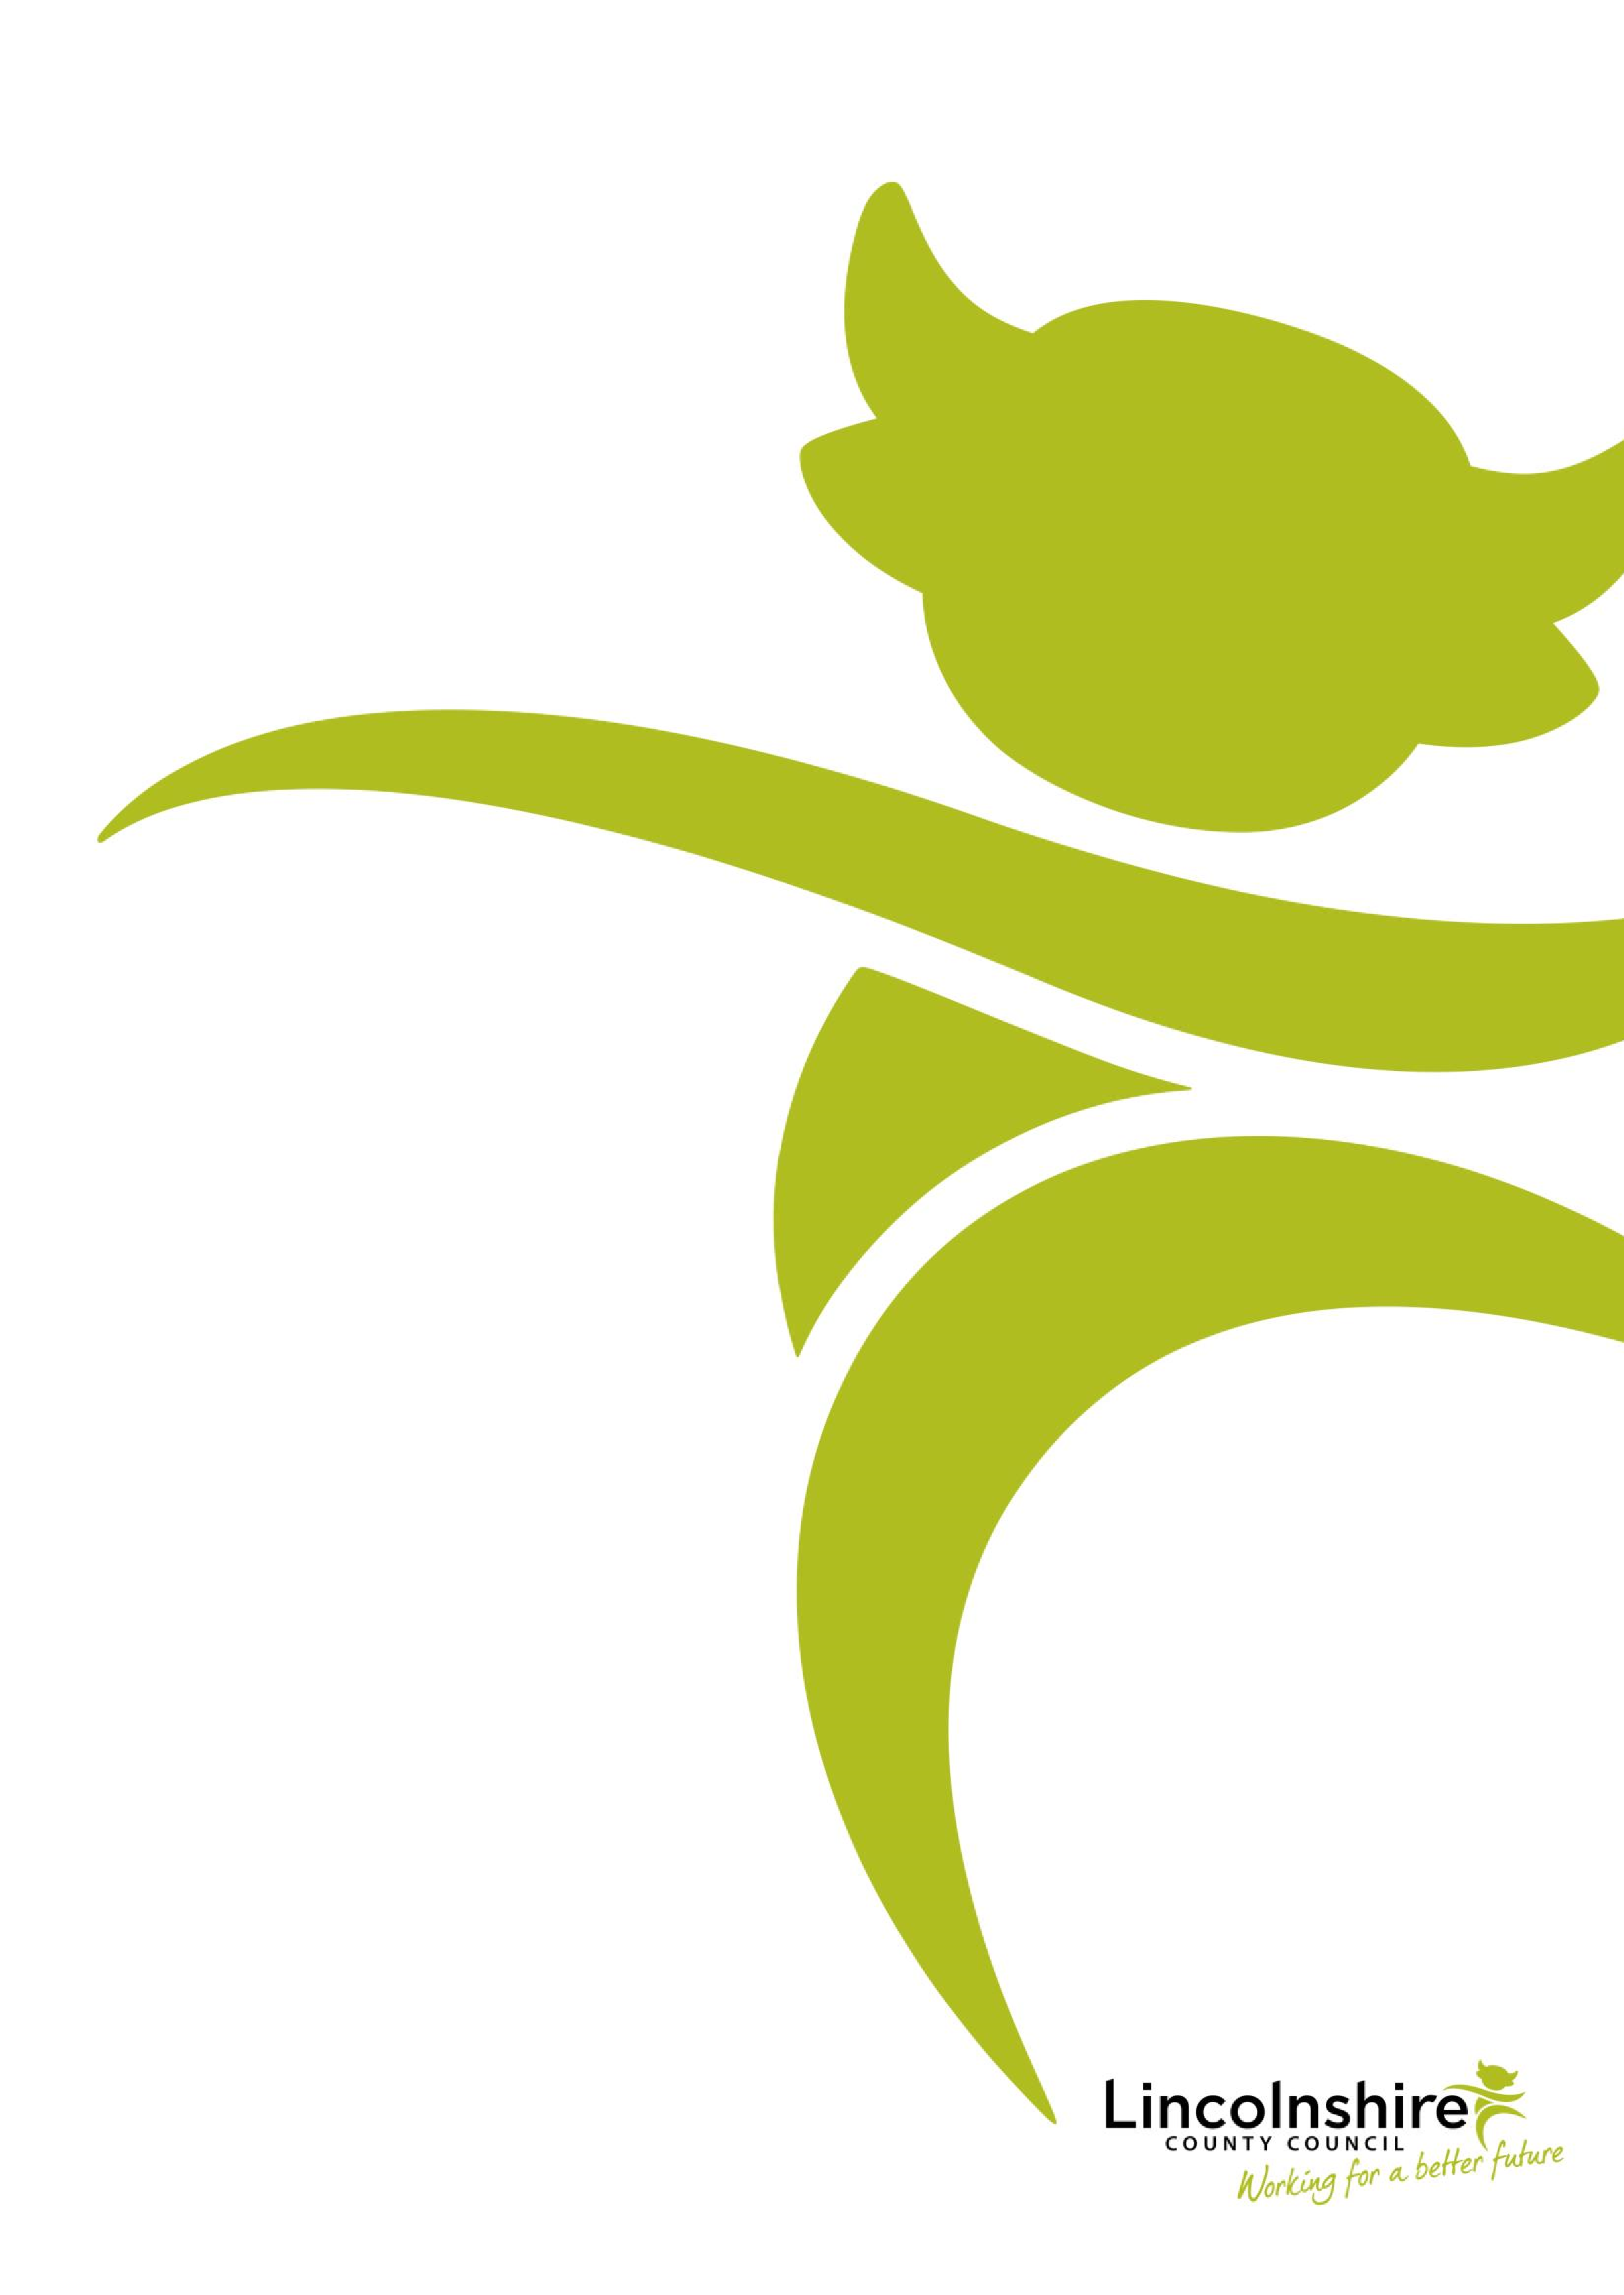 Lincolnshire
COUNTY COUNCIL
Working for a better future